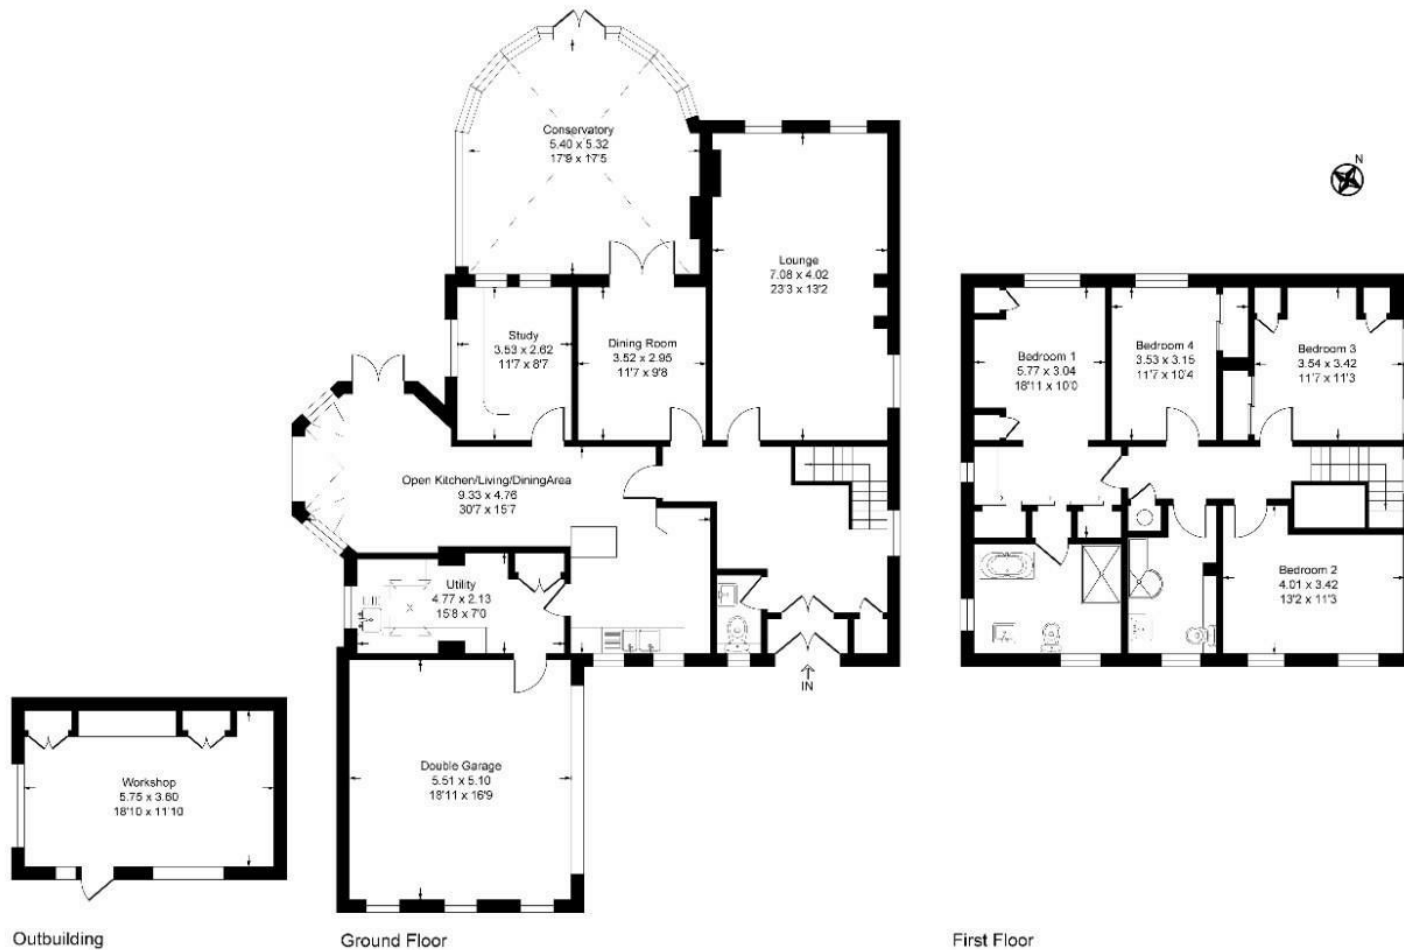 Conservatory
5.40 x 5.32
17'9 x 17'5
N
Lounge
7.08 x 4.02
23'3 x 13'2
Study
3.53 x 2.62
11'7 x 8'7
Dining Room
3.52 x 2.95
11'7 x 9'8
Bedroom 1
5.77 x 3.04
18'11 x 10'0
Bedroom 4
3.53 x 3.15
11'7 x 10'4
Bedroom 3
3.54 x 3.42
11'7 x 11'3
Open Kitchen/Living/DiningArea
9.33 x 4.76
30'7 x 15'7
Utility
4.77 x 2.13
15'8 x 7'0
Bedroom 2
4.01 x 3.42
13'2 x 11'3
IN
Double Garage
5.51 x 5.10
18'11 x 16'9
Workshop
5.75 x 3.60
18'10 x 11'10
Outbuilding
Ground Floor
First Floor